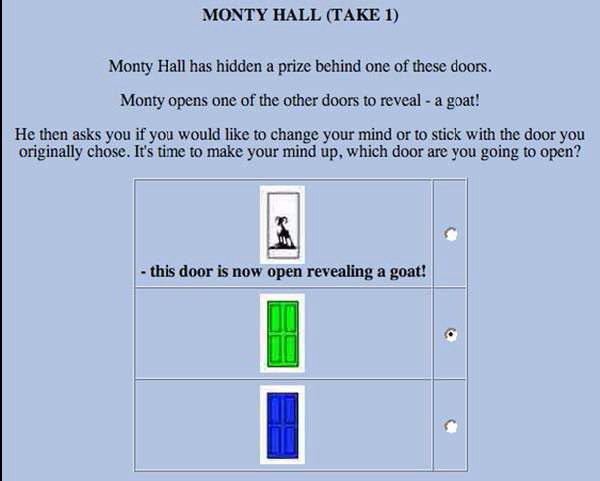 MONTY HALL (TAKE 1)
Monty Hall has hidden a prize behind one of these doors.
Monty opens one of the other doors to reveal - a goat!
He then asks you if you would like to change your mind or to stick with the door you
originally chose. It's time to make your mind up, which door are you going to open?
- this door is now open revealing a goat!